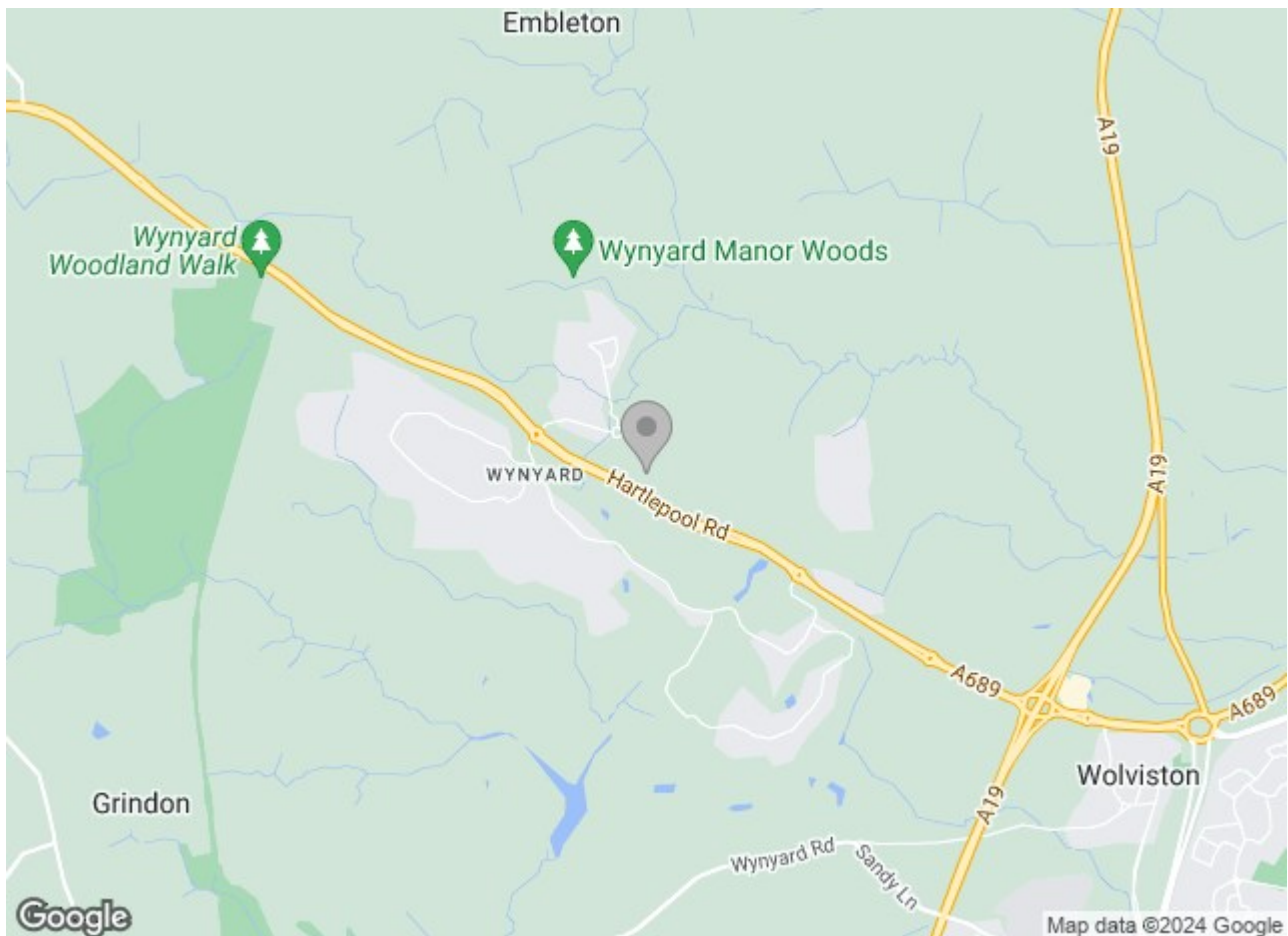 Embleton
A19
Wynyard
Woodland Walk
Wynyard Manor Woods
WYNYARD
Hartlepool Rd
A19
A689
A689
Wolviston
Grindon
A19
Wynyard Rd
Sandy Ln
Google
Map data ©2024 Google